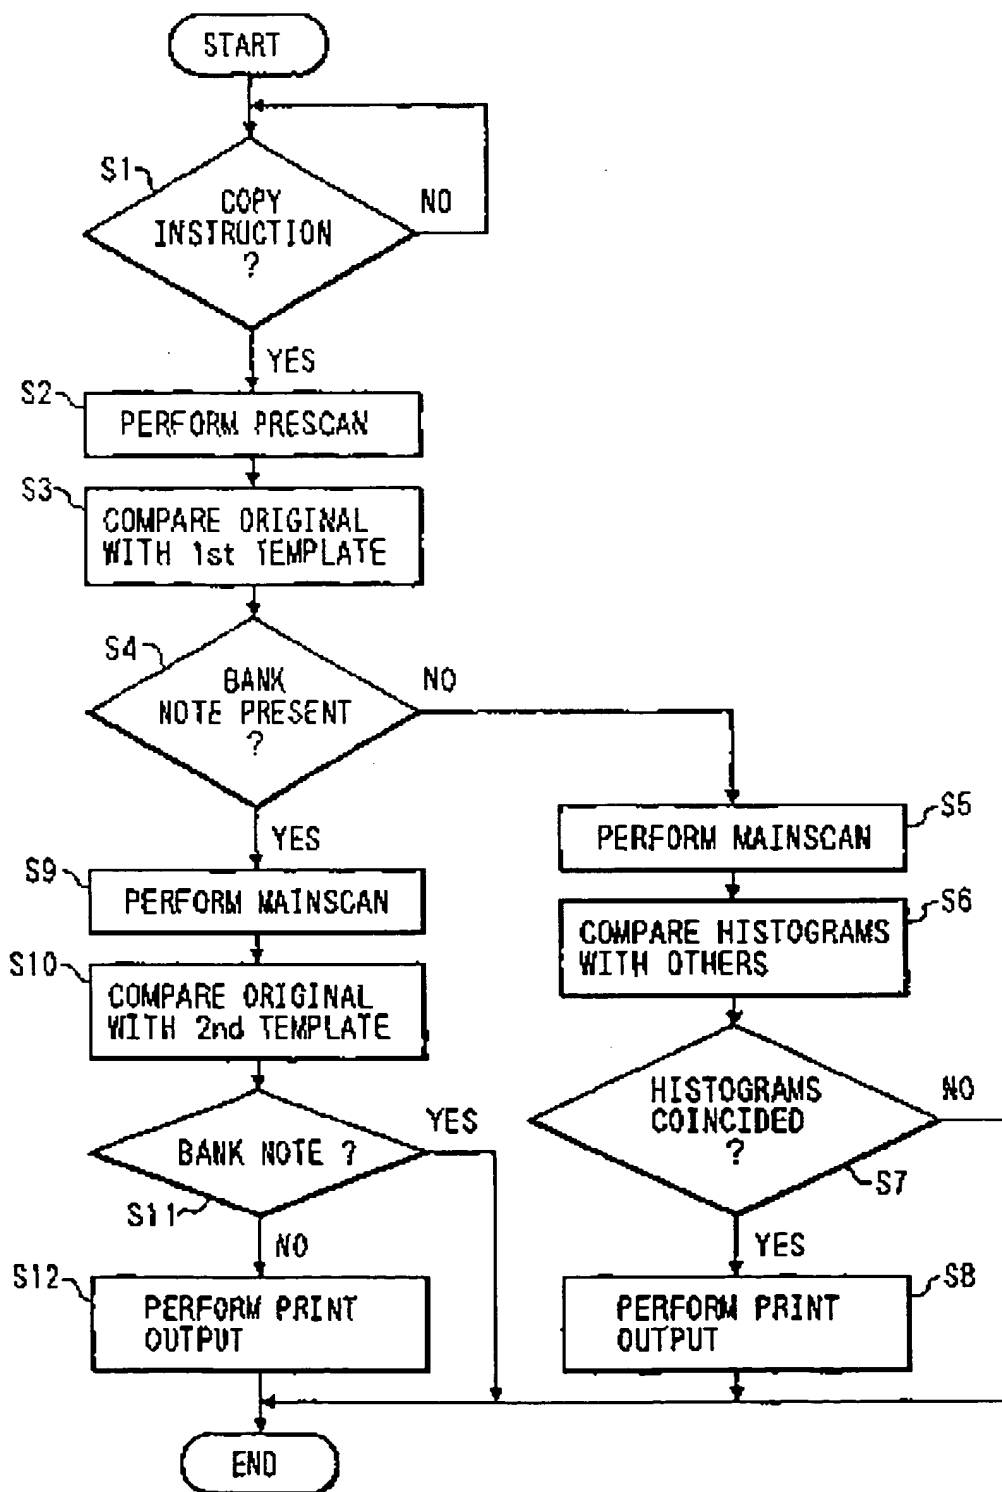 START
S1
COPY
INSTRUCTION
?
NO
YES
S2
PERFORM PRESCAN
S3
COMPARE ORIGINAL
WITH 1st TEMPLATE
S4
BANK
NOTE PRESENT
?
NO
YES
S5
PERFORM MAINSCAN
S6
COMPARE HISTOGRAMS
WITH OTHERS
HISTOGRAMS
COINCIDED
?
NO
S7
YES
S8
PERFORM PRINT
OUTPUT
S9
PERFORM MAINSCAN
S10
COMPARE ORIGINAL
WITH 2nd TEMPLATE
BANK NOTE ?
YES
S11
NO
S12
PERFORM PRINT
OUTPUT
END